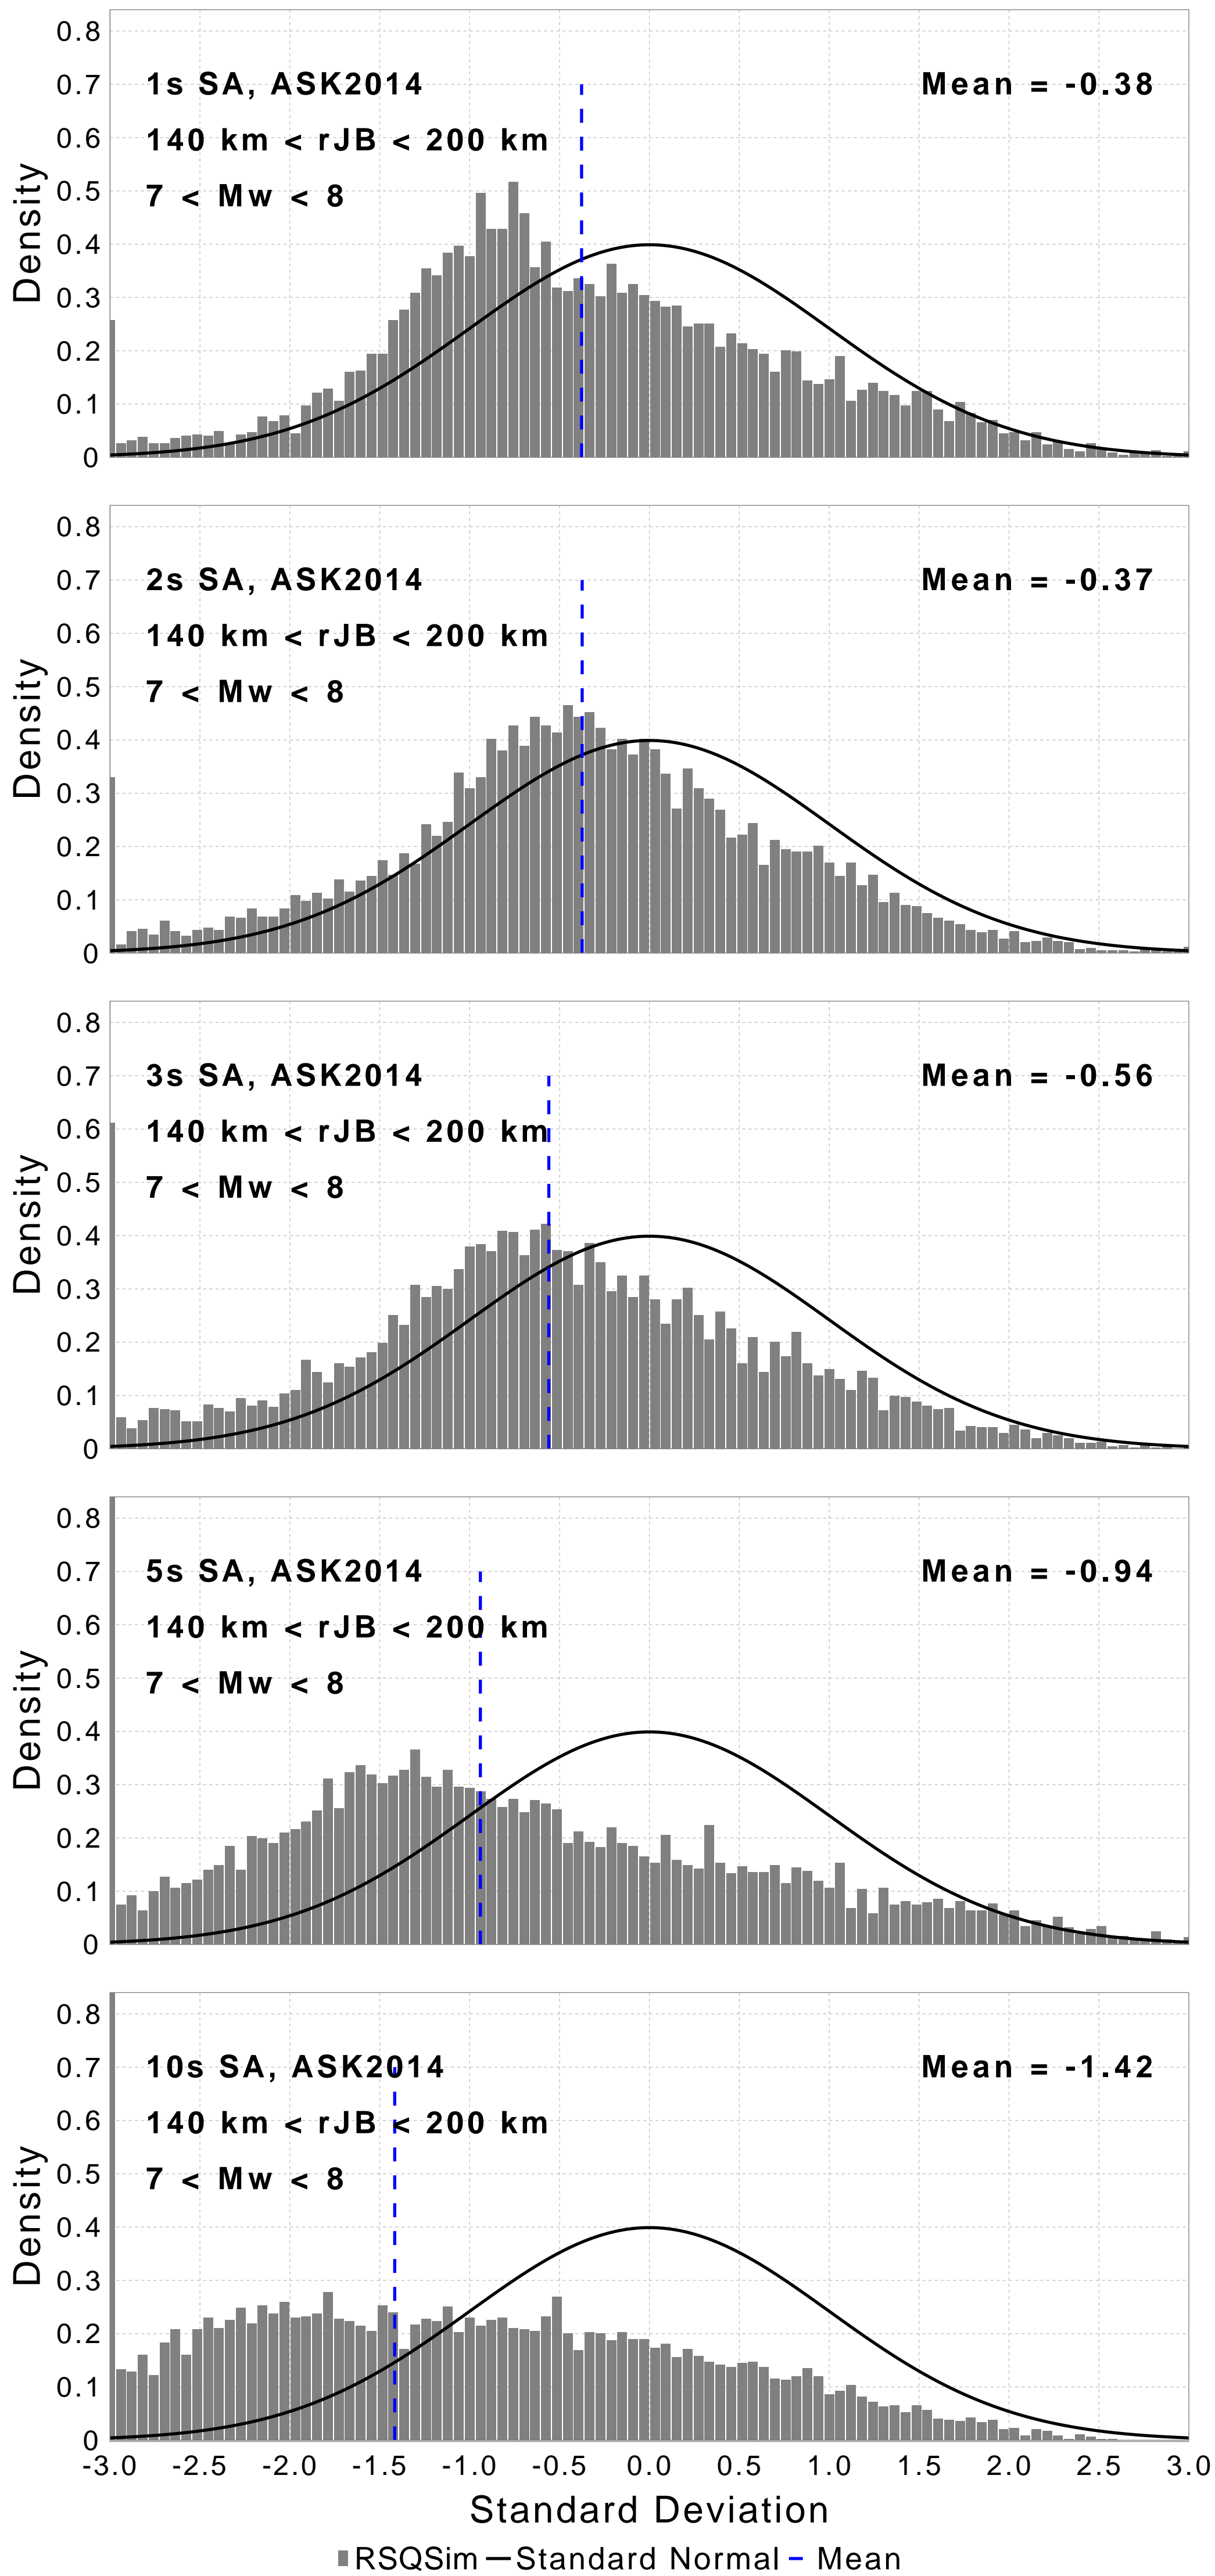 0.8
0.7
0.6
0.5
0.4
0.3
0.2
0.1
0
Density
1s SA, ASK2014
140 km < rJB < 200 km
7 < Mw < 8
Mean = -0.38
0.8
0.7
0.6
0.5
0.4
0.3
0.2
0.1
0
Density
2s SA, ASK2014
140 km < rJB < 200 km
7 < Mw < 8
Mean = -0.37
0.8
0.7
0.6
0.5
0.4
0.3
0.2
0.1
0
Density
3s SA, ASK2014
140 km < rJB < 200 km
7 < Mw < 8
Mean = -0.56
0.8
0.7
0.6
0.5
0.4
0.3
0.2
0.1
0
Density
5s SA, ASK2014
140 km < rJB < 200 km
7 < Mw < 8
Mean = -0.94
0.8
0.7
0.6
0.5
0.4
0.3
0.2
0.1
0
Density
10s SA, ASK2014
140 km < rJB < 200 km
7 < Mw < 8
Mean = -1.42
-3.0 -2.5 -2.0 -1.5 -1.0 -0.5 0.0 0.5 1.0 1.5 2.0 2.5 3.0
Standard Deviation
RSQSim Standard Normal Mean